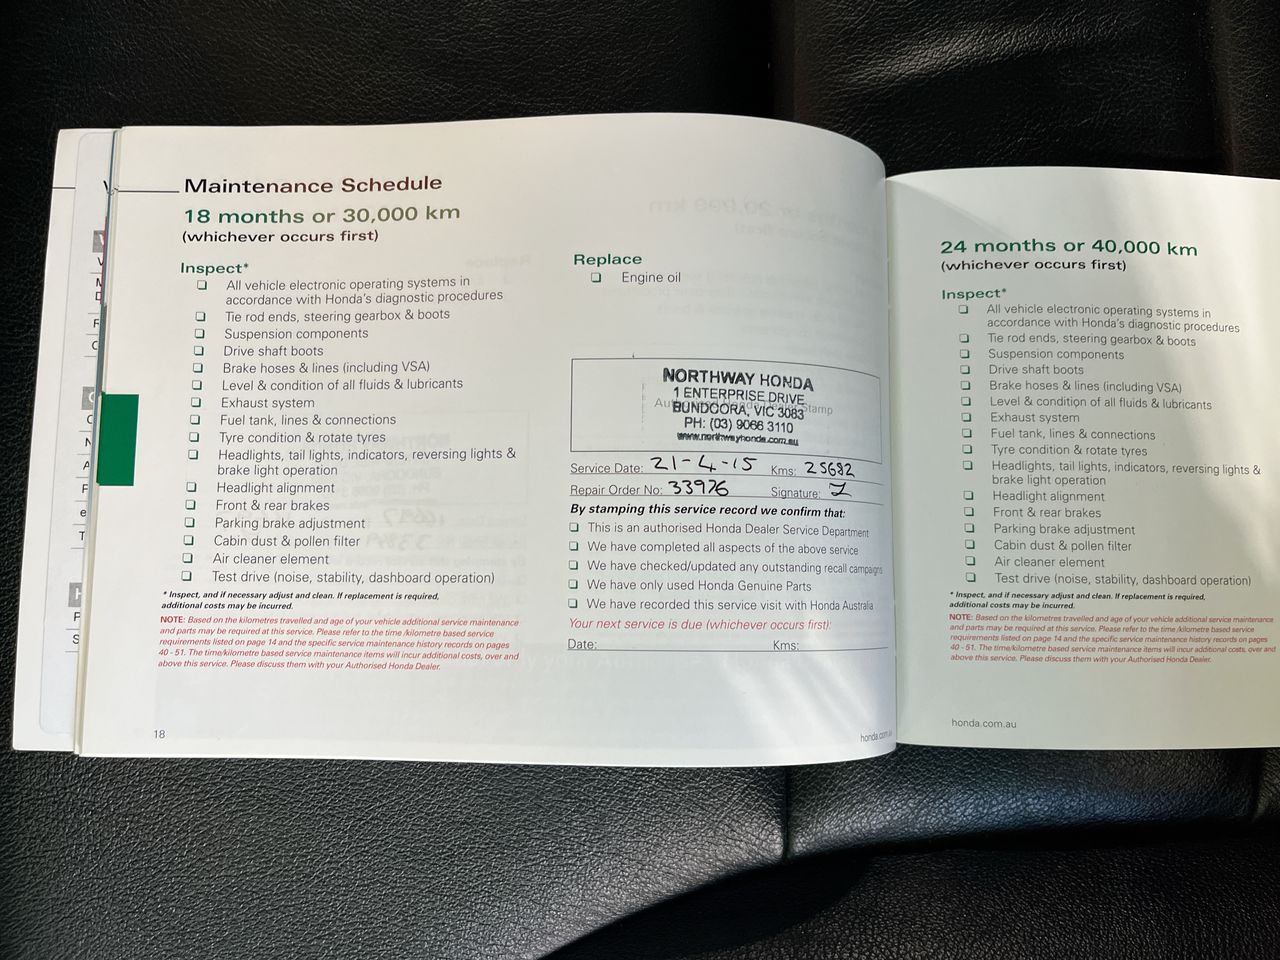 Maintenance Schedule
18 months or 30,000 km
(whichever occurs first)
Inspect*
All vehicle electronic operating systems in
accordance with Honda's diagnostic procedures
Tie rod ends, steering gearbox & boots
Suspension components
Drive shaft boots
Brake hoses & lines (including VSA)
Level & condition of all fluids & lubricants
Exhaust system
Fuel tank, lines & connections
Tyre condition & rotate tyres
Headlights, tail lights, indicators, reversing lights &
brake light operation
Headlight alignment
Front & rear brakes
Parking brake adjustment
Cabin dust & pollen filter
Air cleaner element
Test drive (noise, stability, dashboard operation)
* Inspect, and if necessary adjust and clean. If replacement is required,
additional costs may be incurred.
NOTE: Based on the kilometres travelled and age of your vehicle additional service maintenance
and parts may be required at this service. Please refer to the time/kilometre based service
requirements listed on page 14 and the specific service maintenance history records on pages
40 - 51. The time/kilometre based service maintenance items will incur additional costs, over and
above this service. Please discuss them with your Authorised Honda Dealer.
18
Replace
Engine oil
NORTHWAY HONDA
1 ENTERPRISE DRIVE
BUNDOORA, VIC 3083
PH: (03) 9066 3110
www.northwayhonda.com.au
Service Date: 21-4-15 Kms: 25682
Repair Order No: 33976 Signature:
By stamping this service record we confirm that:
This is an authorised Honda Dealer Service Department
We have completed all aspects of the above service
We have checked/updated any outstanding recall campaigns
We have only used Honda Genuine Parts
We have recorded this service visit with Honda Australia
Your next service is due (whichever occurs first):
Date: Kms:
24 months or 40,000 km
(whichever occurs first)
Inspect*
All vehicle electronic operating systems in
accordance with Honda's diagnostic procedures
Tie rod ends, steering gearbox & boots
Suspension components
Drive shaft boots
Brake hoses & lines (including VSA)
Level & condition of all fluids & lubricants
Exhaust system
Fuel tank, lines & connections
Tyre condition & rotate tyres
Headlights, tail lights, indicators, reversing lights &
brake light operation
Headlight alignment
Front & rear brakes
Parking brake adjustment
Cabin dust & pollen filter
Air cleaner element
Test drive (noise, stability, dashboard operation)
* Inspect, and if necessary adjust and clean. If replacement is required,
additional costs may be incurred.
NOTE: Based on the kilometres travelled and age of your vehicle additional service maintenance
and parts may be required at this service. Please refer to the time/kilometre based service
requirements listed on page 14 and the specific service maintenance history records on pages
40 - 51. The time/kilometre based service maintenance items will incur additional costs, over and
above this service. Please discuss them with your Authorised Honda Dealer.
honda.com.au